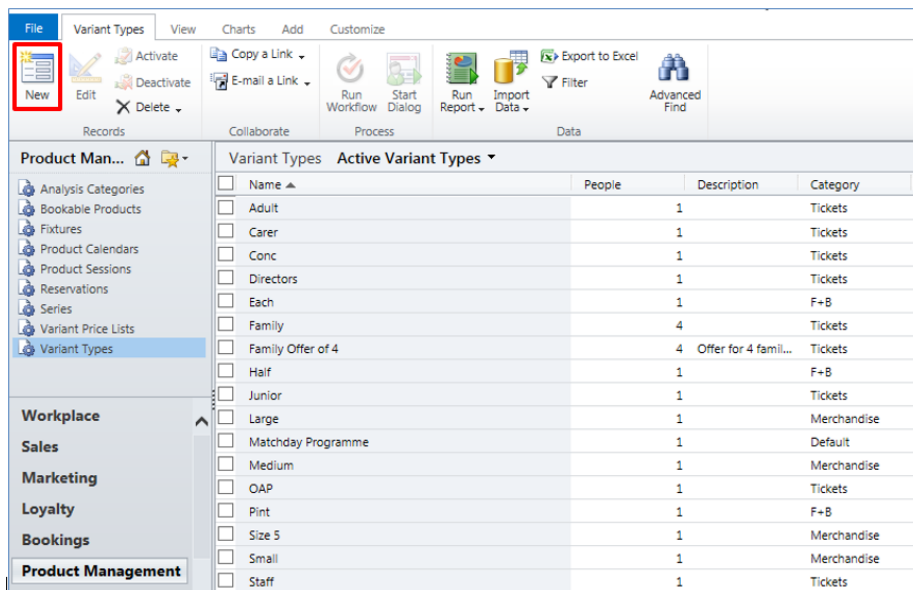 File Variant Types View Charts Add Customize
New
Edit
Activate
Deactivate
Delete
Records
Copy a Link
E-mail a Link
Collaborate
Run Workflow
Start Dialog
Process
Run Report
Import Data
Export to Excel
Filter
Advanced Find
Data
Product Man...
Analysis Categories
Bookable Products
Fixtures
Product Calendars
Product Sessions
Reservations
Series
Variant Price Lists
Variant Types
Workplace
Sales
Marketing
Loyalty
Bookings
Product Management
Variant Types Active Variant Types
Name People Description Category
Adult 1 Tickets
Carer 1 Tickets
Conc 1 Tickets
Directors 1 Tickets
Each 1 F+B
Family 4 Tickets
Family Offer of 4 4 Offer for 4 famil... Tickets
Half 1 F+B
Junior 1 Tickets
Large 1 Merchandise
Matchday Programme 1 Default
Medium 1 Merchandise
OAP 1 Tickets
Pint 1 F+B
Size 5 1 Merchandise
Small 1 Merchandise
Staff 1 Tickets